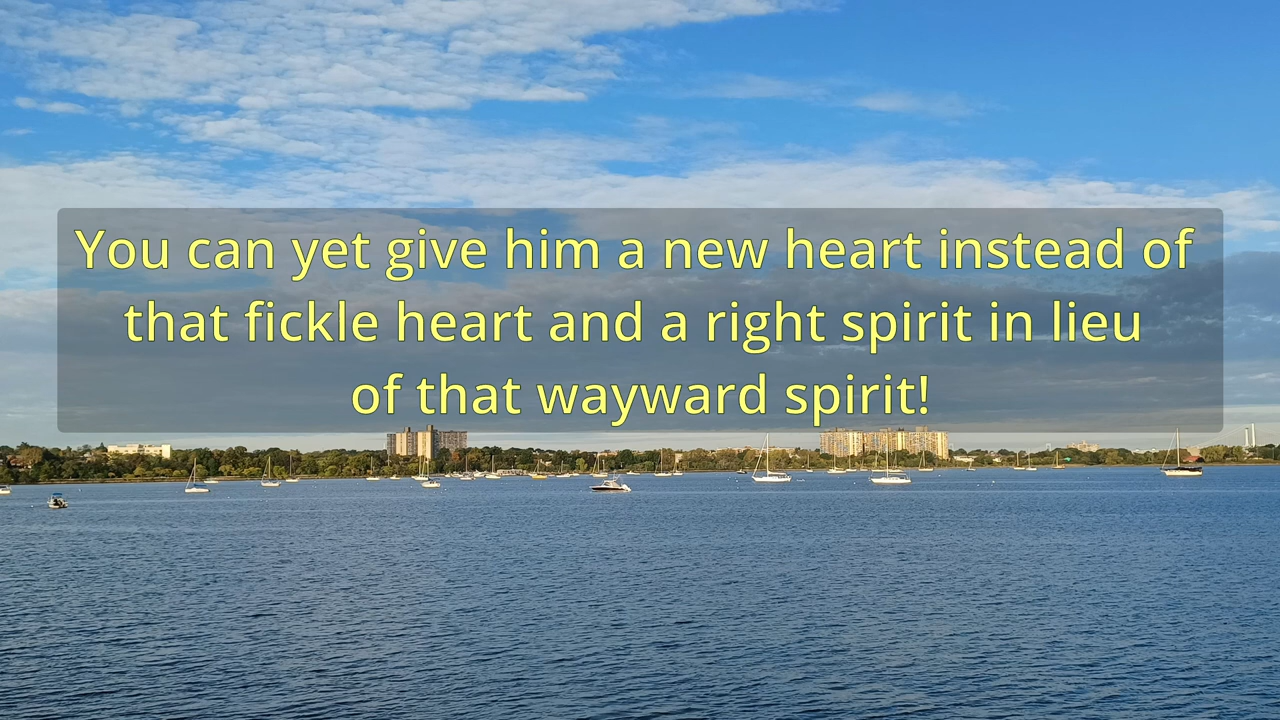 You can yet give him a new heart instead of
that fickle heart and a right spirit in lieu
of that wayward spirit!